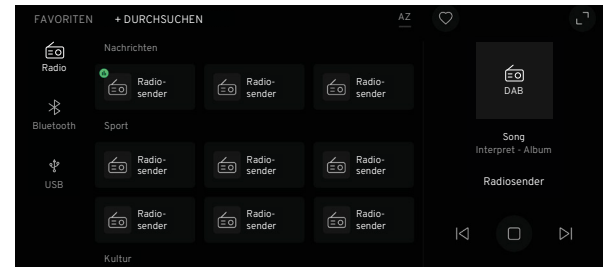 FAVORITEN + DURCHSUCHEN AZ
Radio
Bluetooth
USB
Nachrichten
Radio-
sender
Radio-
sender
Radio-
sender
Sport
Radio-
sender
Radio-
sender
Radio-
sender
Radio-
sender
Radio-
sender
Radio-
sender
Kultur
DAB
Song
Interpret - Album
Radiosender